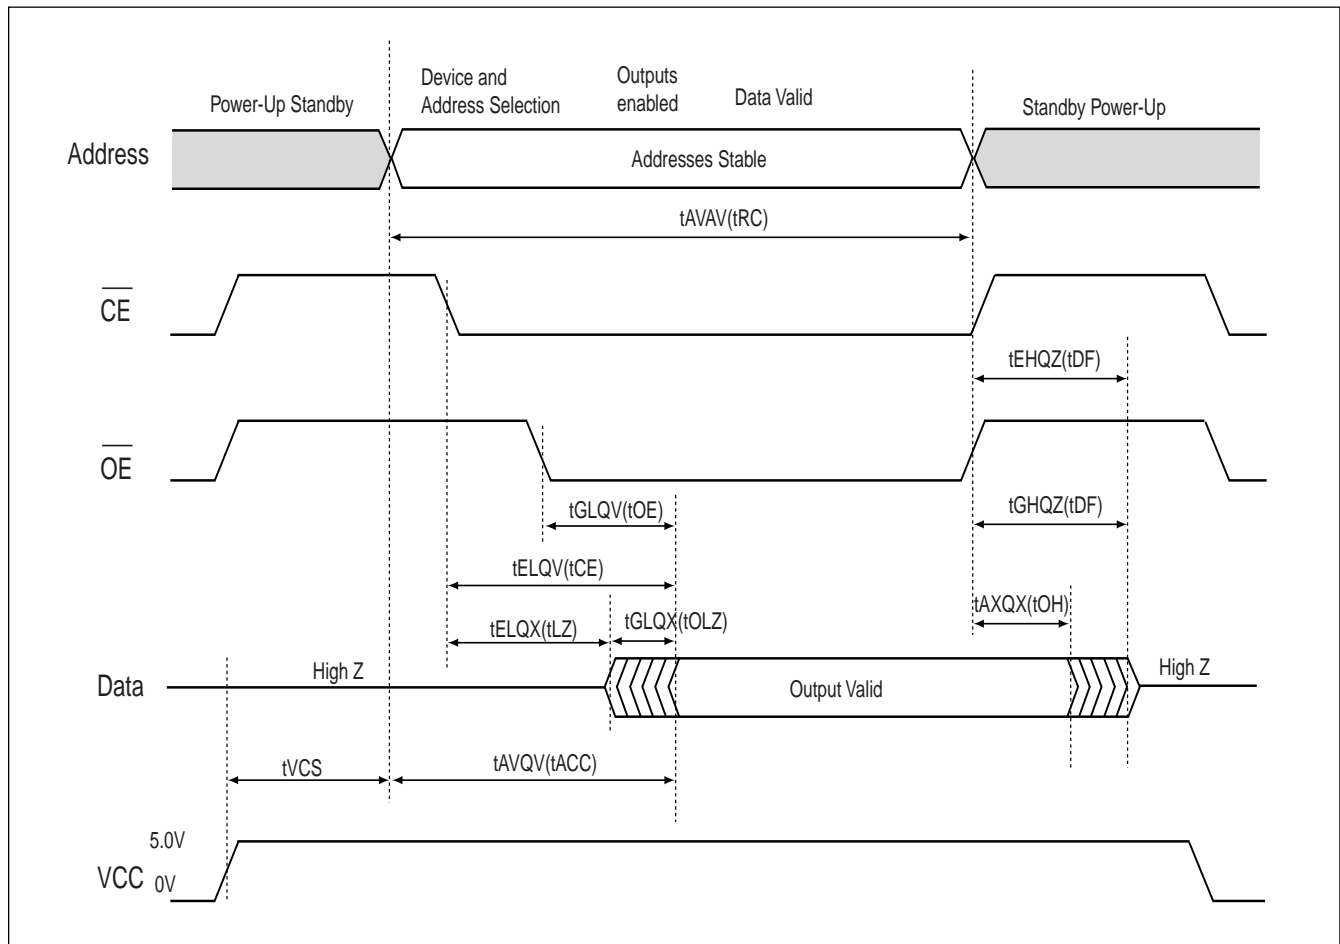 Power-Up Standby
Device and
Address Selection
Outputs
enabled
Data Valid
Standby Power-Up
Address
Addresses Stable
tAVAV(tRC)
CE
tEHQZ(tDF)
OE
tGLQV(tOE)
tGHQZ(tDF)
tELQV(tCE)
tAXQX(tOH)
tELQX(tLZ)
tGLQX(tOLZ)
Data
High Z
Output Valid
High Z
tVCS
tAVQV(tACC)
5.0V
VCC
0V